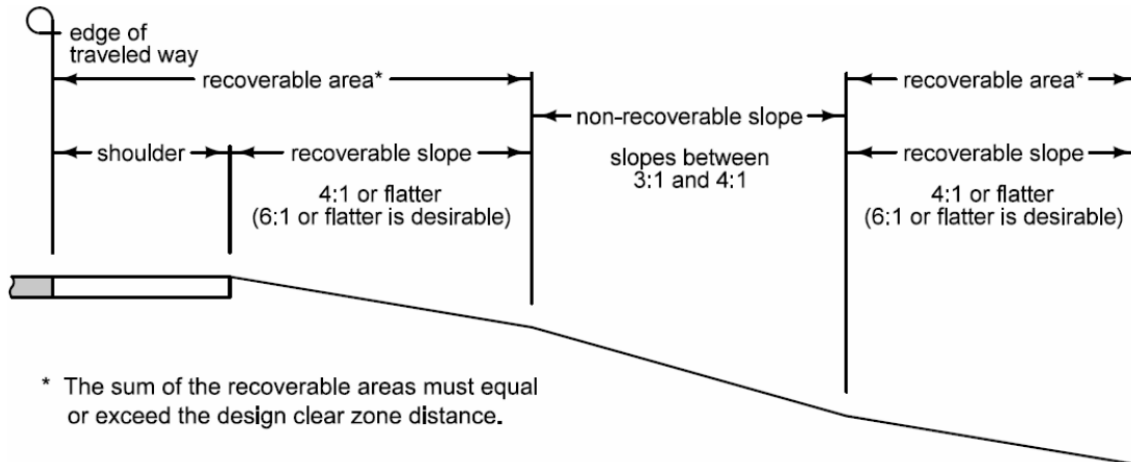 edge of
traveled way
recoverable area*
recoverable area*
non-recoverable slope
shoulder
recoverable slope
slopes between
3:1 and 4:1
recoverable slope
4:1 or flatter
(6:1 or flatter is desirable)
4:1 or flatter
(6:1 or flatter is desirable)
* The sum of the recoverable areas must equal
or exceed the design clear zone distance.